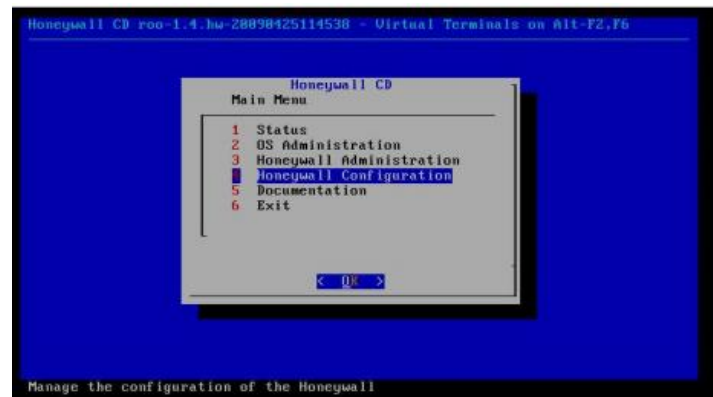 Honeywall CD roo-1.4.hw-20090425114538 - Virtual Terminals on Alt-F2,F6
Honeywall CD
Main Menu
1 Status
2 OS Administration
3 Honeywall Administration
4 Honeywall Configuration
5 Documentation
6 Exit
< OK >
Manage the configuration of the Honeywall